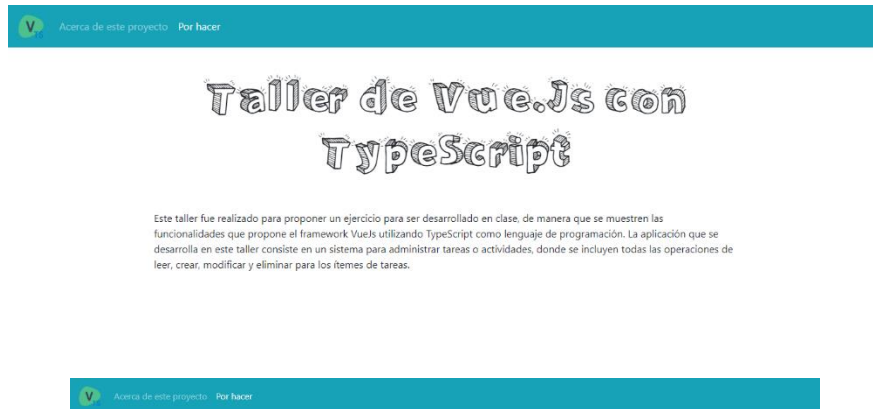 V
Acerca de este proyecto Por hacer
Taller de Vue.Js con
TypeScript
Este taller fue realizado para proponer un ejercicio para ser desarrollado en clase, de manera que se muestren las
funcionalidades que propone el framework VueJs utilizando TypeScript como lenguaje de programación. La aplicación que se
desarrolla en este taller consiste en un sistema para administrar tareas o actividades, donde se incluyen todas las operaciones de
leer, crear, modificar y eliminar para los ítemes de tareas.
V
Acerca de este proyecto Por hacer